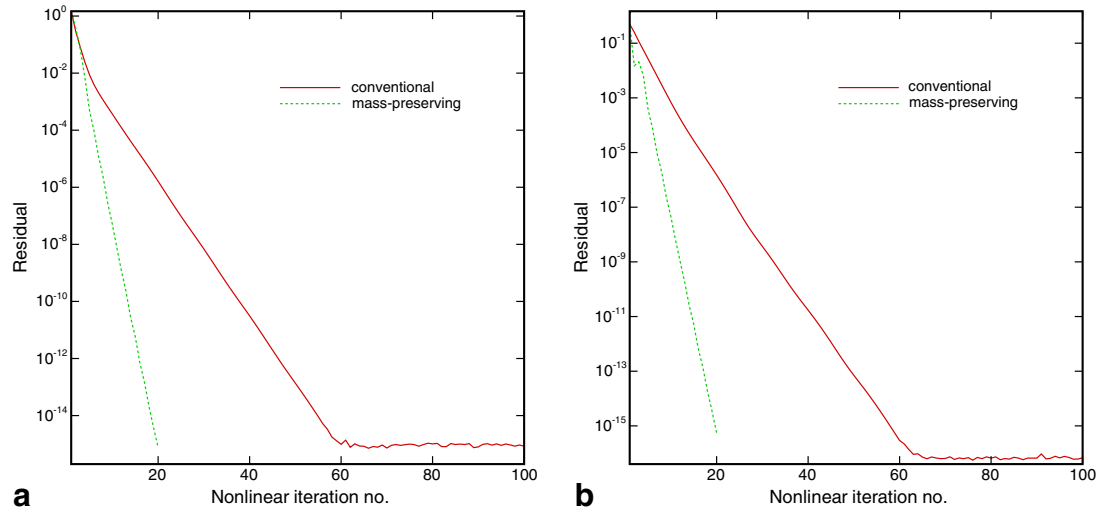 10^0
10^-2
10^-4
10^-6
10^-8
10^-10
10^-12
10^-14
Residual
conventional
mass-preserving
20 40 60 80 100
Nonlinear iteration no.
a
10^-1
10^-3
10^-5
10^-7
10^-9
10^-11
10^-13
10^-15
Residual
conventional
mass-preserving
20 40 60 80 100
Nonlinear iteration no.
b